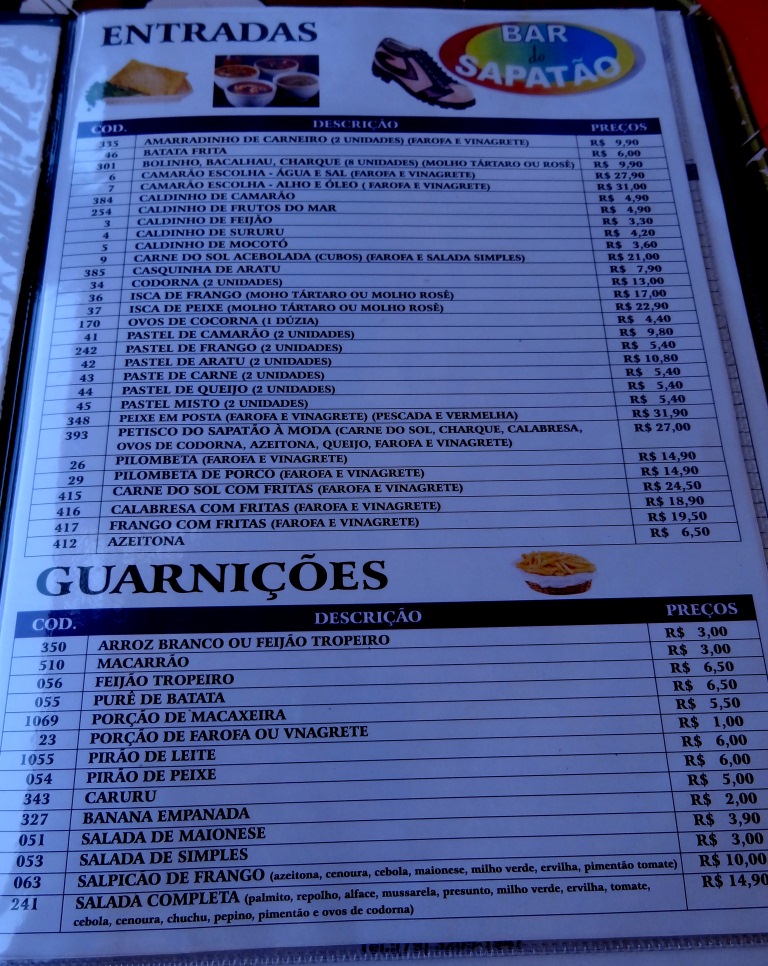 ENTRADAS
BAR
do
SAPATÃO
COD. DESCRIÇÃO PREÇOS
335 AMARRADINHO DE CARNEIRO (2 UNIDADES) (FAROFA E VINAGRETE) R$ 9,90
46 BATATA FRITA R$ 6,00
301 BOLINHO, BACALHAU, CHARQUE (8 UNIDADES) (MOLHO TÁRTARO OU ROSÊ) R$ 9,90
6 CAMARÃO ESCOLHA - ÁGUA E SAL (FAROFA E VINAGRETE) R$ 27,90
7 CAMARÃO ESCOLHA - ALHO E ÓLEO ( FAROFA E VINAGRETE) R$ 31,00
384 CALDINHO DE CAMARÃO R$ 4,90
254 CALDINHO DE FRUTOS DO MAR R$ 4,90
3 CALDINHO DE FEIJÃO R$ 3,30
4 CALDINHO DE SURURU R$ 4,20
5 CALDINHO DE MOCOTÓ R$ 3,60
9 CARNE DO SOL ACEBOLADA (CUBOS) (FAROFA E SALADA SIMPLES) R$ 21,00
385 CASQUINHA DE ARATU R$ 7,90
34 CODORNA (2 UNIDADES) R$ 13,00
36 ISCA DE FRANGO (MOHO TÁRTARO OU MOLHO ROSÊ) R$ 17,00
37 ISCA DE PEIXE (MOLHO TÁRTARO OU MOLHO ROSÊ) R$ 22,90
170 OVOS DE COCORNA (1 DÚZIA) R$ 4,40
41 PASTEL DE CAMARÃO (2 UNIDADES) R$ 9,80
242 PASTEL DE FRANGO (2 UNIDADES) R$ 5,40
42 PASTEL DE ARATU (2 UNIDADES) R$ 10,80
43 PASTE DE CARNE (2 UNIDADES) R$ 5,40
44 PASTEL DE QUEIJO (2 UNIDADES) R$ 5,40
45 PASTEL MISTO (2 UNIDADES) R$ 5,40
348 PEIXE EM POSTA (FAROFA E VINAGRETE) (PESCADA E VERMELHA) R$ 31,90
393 PETISCO DO SAPATÃO À MODA (CARNE DO SOL, CHARQUE, CALABRESA, R$ 27,00
OVOS DE CODORNA, AZEITONA, QUEIJO, FAROFA E VINAGRETE)
26 PILOMBETA (FAROFA E VINAGRETE) R$ 14,90
29 PILOMBETA DE PORCO (FAROFA E VINAGRETE) R$ 14,90
415 CARNE DO SOL COM FRITAS (FAROFA E VINAGRETE) R$ 24,50
416 CALABRESA COM FRITAS (FAROFA E VINAGRETE) R$ 18,90
417 FRANGO COM FRITAS (FAROFA E VINAGRETE) R$ 19,50
412 AZEITONA R$ 6,50
GUARNIÇÕES
COD. DESCRIÇÃO PREÇOS
350 ARROZ BRANCO OU FEIJÃO TROPEIRO R$ 3,00
510 MACARRÃO R$ 3,00
056 FEIJÃO TROPEIRO R$ 6,50
055 PURÊ DE BATATA R$ 6,50
1069 PORÇÃO DE MACAXEIRA R$ 5,50
23 PORÇÃO DE FAROFA OU VNAGRETE R$ 1,00
1055 PIRÃO DE LEITE R$ 6,00
054 PIRÃO DE PEIXE R$ 6,00
343 CARURU R$ 5,00
327 BANANA EMPANADA R$ 2,00
051 SALADA DE MAIONESE R$ 3,90
053 SALADA DE SIMPLES R$ 3,00
063 SALPICÃO DE FRANGO (azeitona, cenoura, cebola, maionese, milho verde, ervilha, pimentão tomate) R$ 10,00
241 SALADA COMPLETA (palmito, repolho, alface, mussarela, presunto, milho verde, ervilha, tomate, R$ 14,90
cebola, cenoura, chuchu, pepino, pimentão e ovos de codorna)